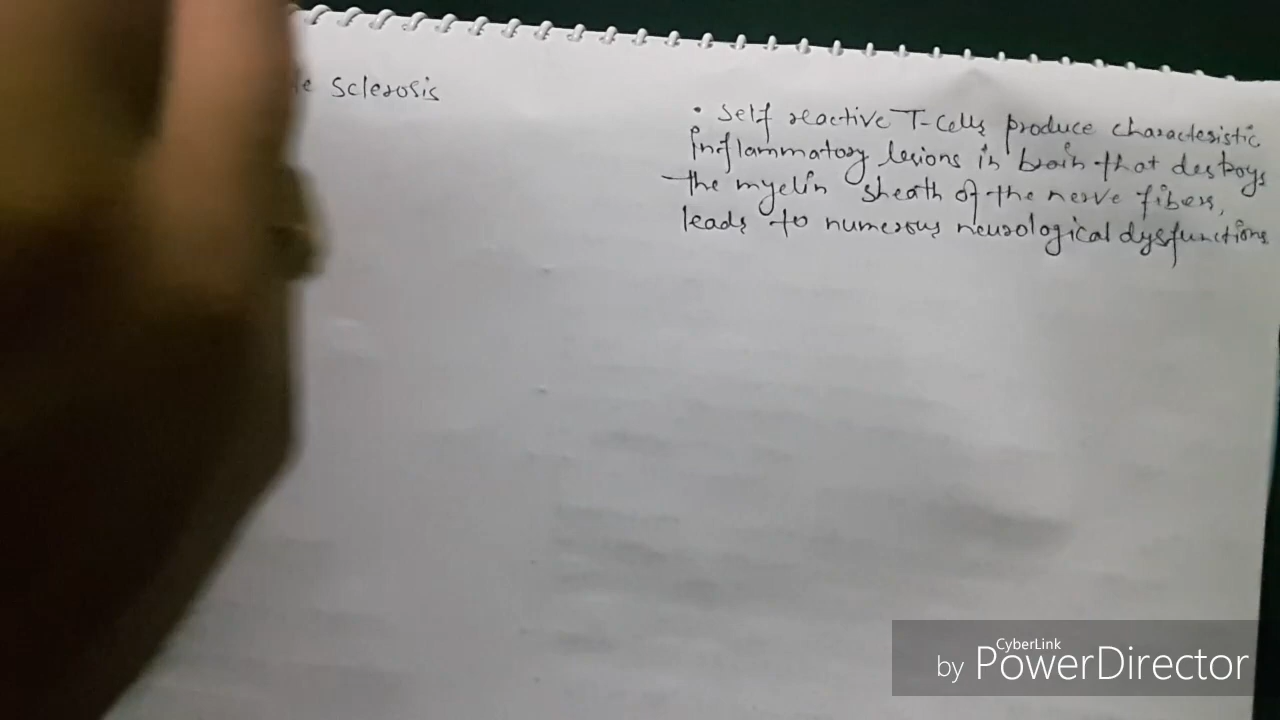 Sclerosis
• Self reactive T-Cells produce characteristic
inflammatory lesions in brain that destroys
the myelin sheath of the nerve fibers,
leads to numerous neurological dysfunctions
CyberLink
by PowerDirector